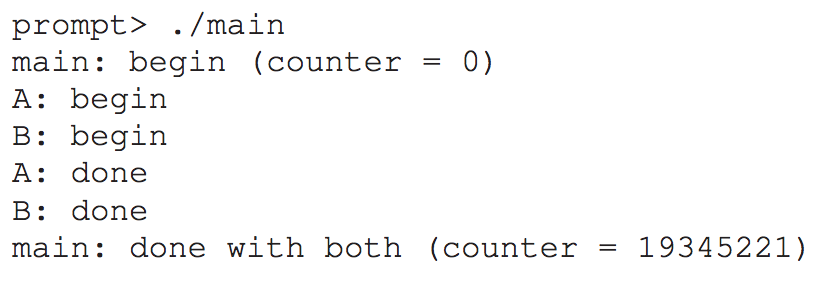 prompt> ./main
main: begin (counter = 0)
A: begin
B: begin
A: done
B: done
main: done with both (counter = 19345221)